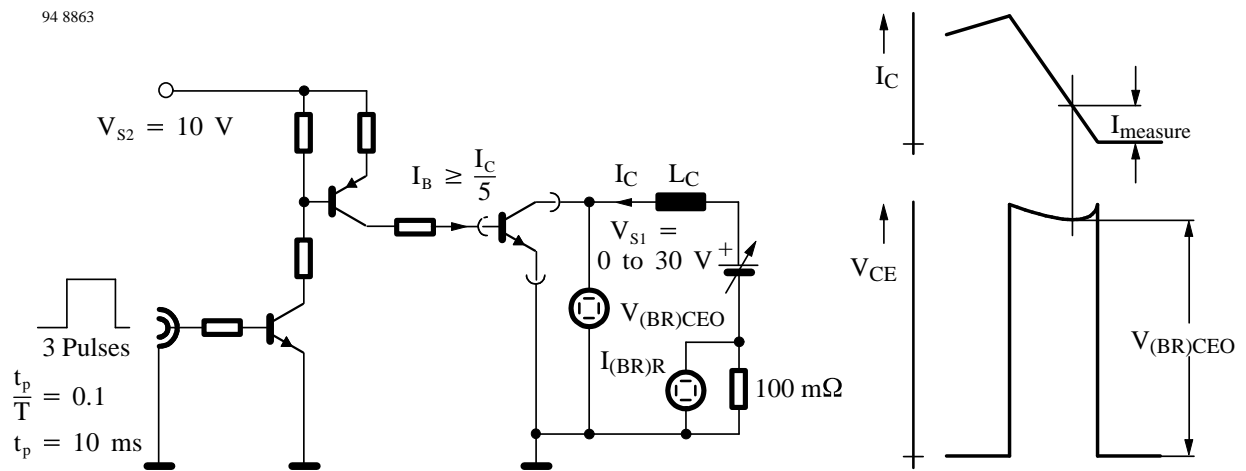 94 8863
V_S2 = 10 V
I_B ≥ I_C/5
I_C
L_C
V_S1 =
0 to 30 V
+
V_(BR)CEO
I_(BR)R
100 mΩ
3 Pulses
t_p/T = 0.1
t_p = 10 ms
I_C
I_measure
V_CE
V_(BR)CEO